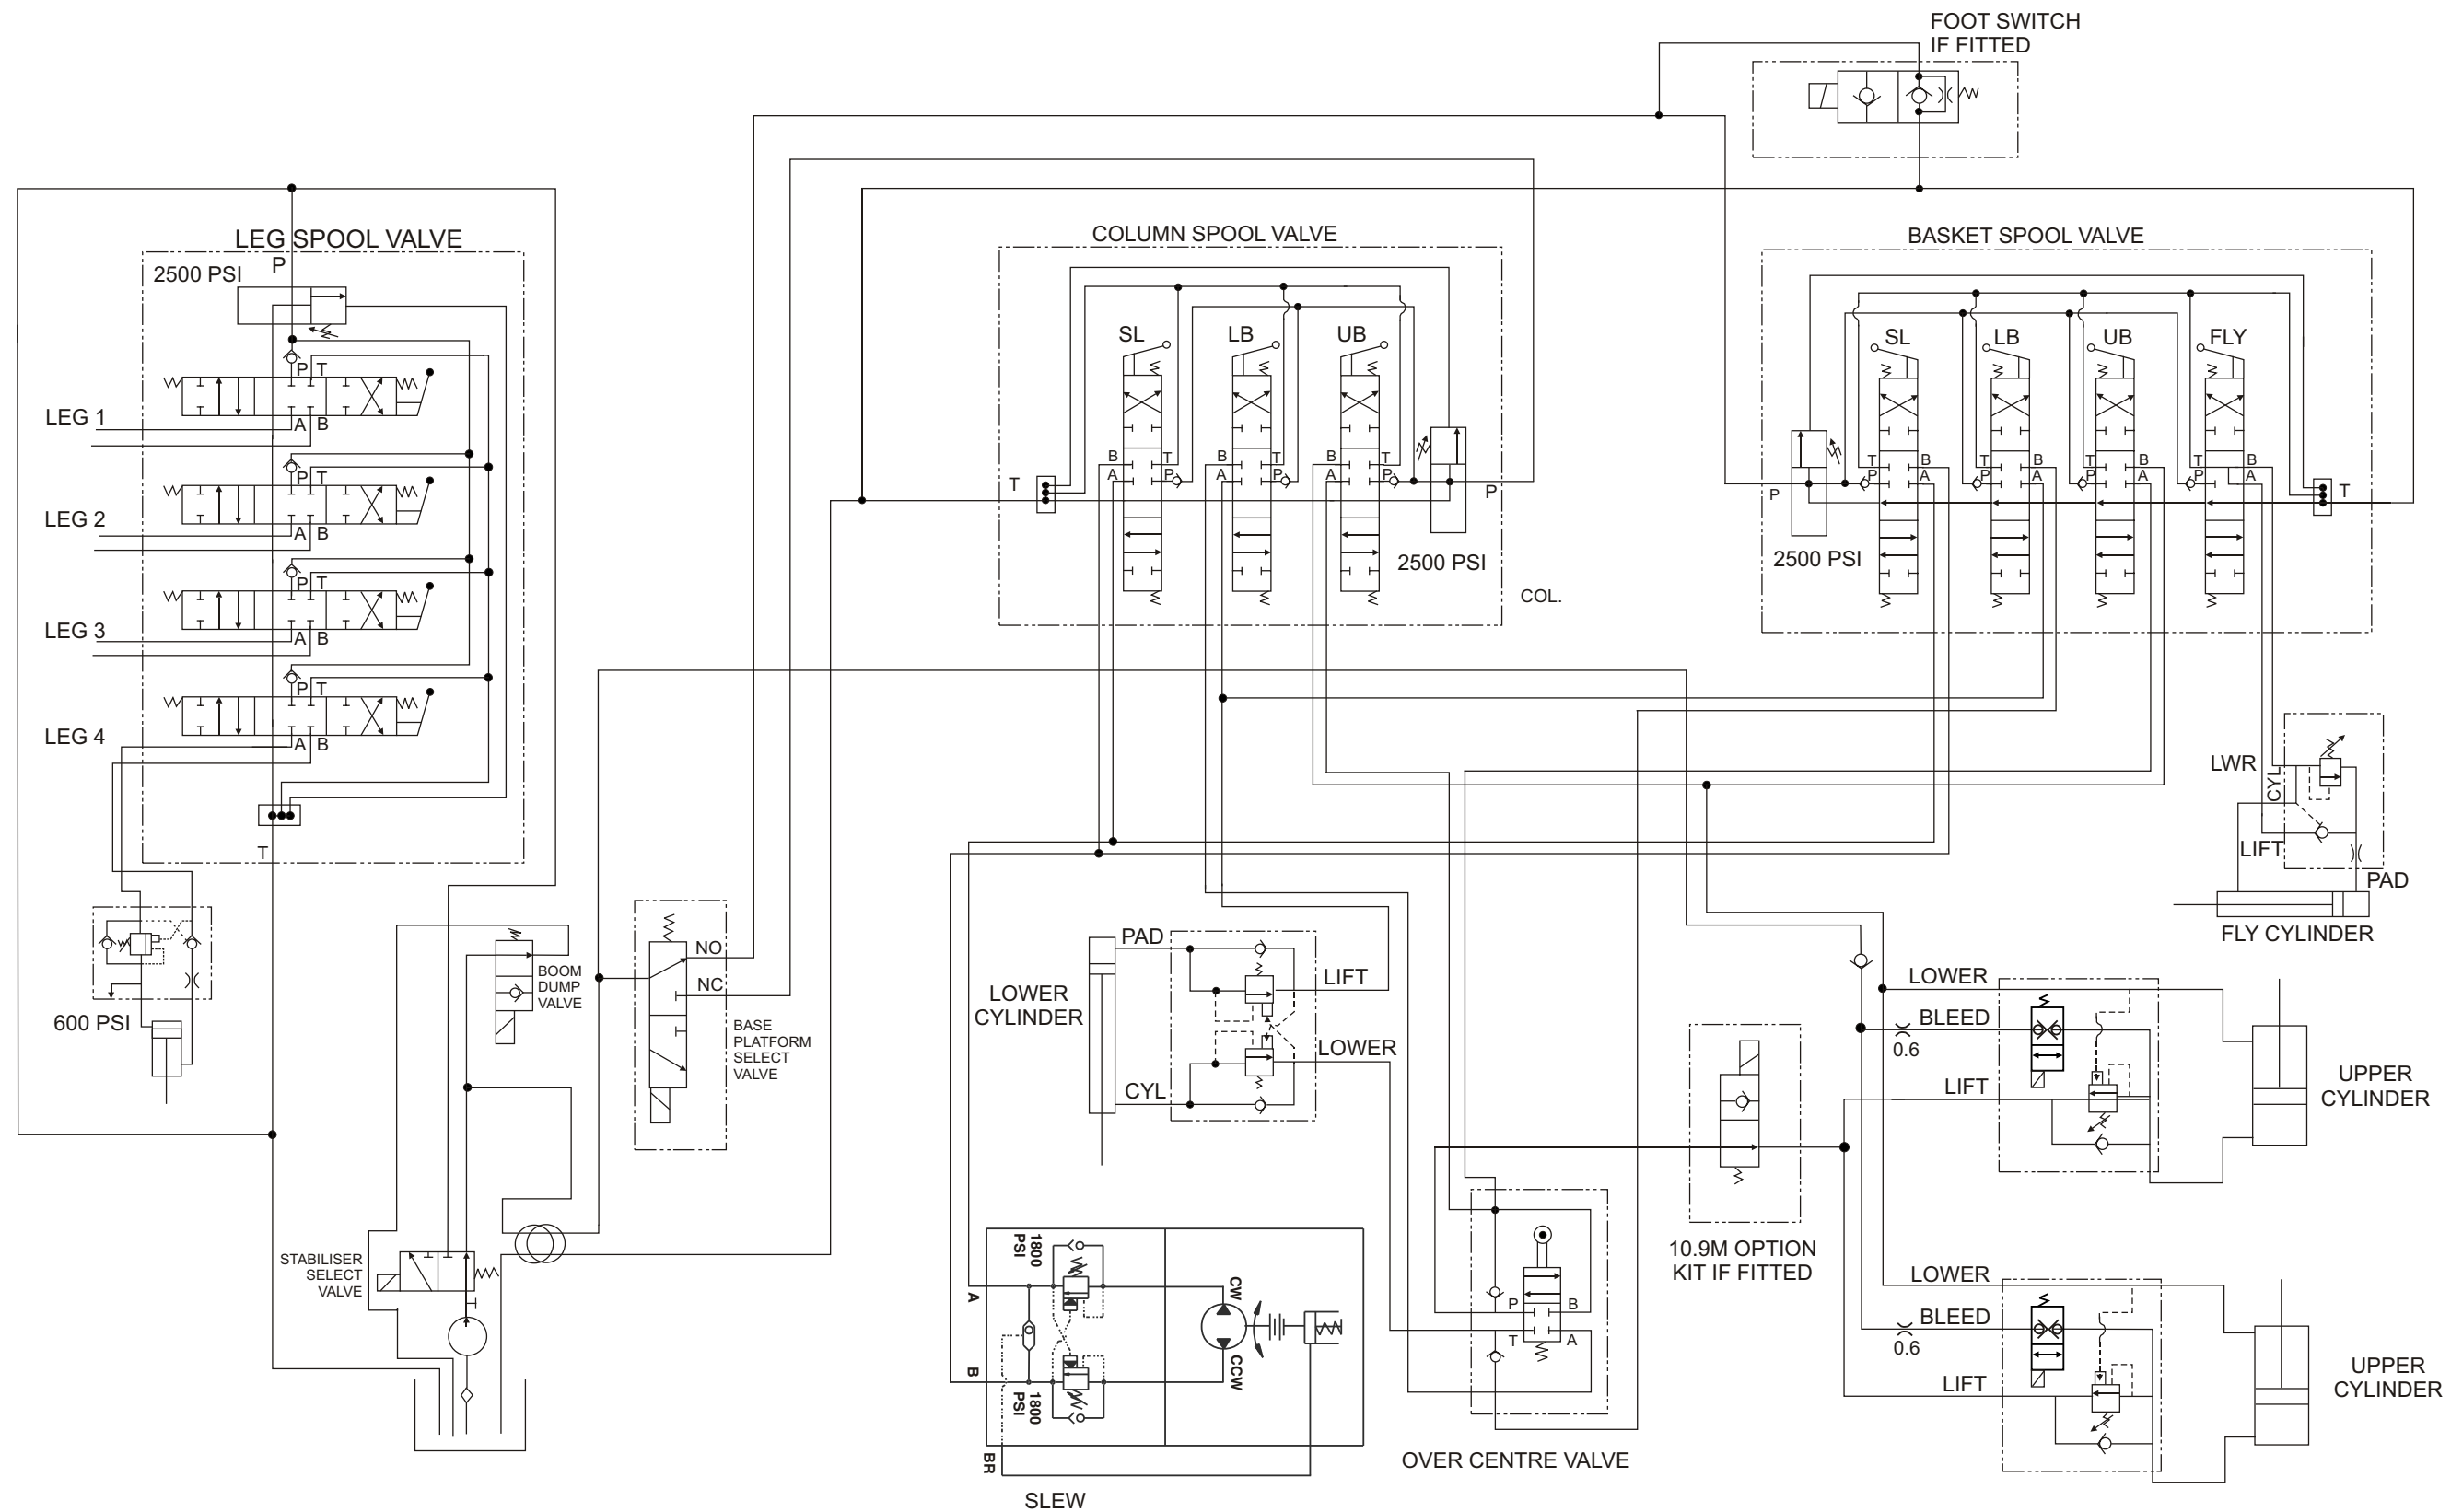 FOOT SWITCH
IF FITTED
LEG SPOOL VALVE
P
2500 PSI
P T
LEG 1
A B
P T
LEG 2
A B
P T
LEG 3
A B
P T
LEG 4
A B
T
600 PSI
COLUMN SPOOL VALVE
SL
LB
UB
B
T
B
T
B
T
A
P
A
P
A
P
T
P
2500 PSI
COL.
BASKET SPOOL VALVE
SL
LB
UB
FLY
T
B
T
B
T
B
T
B
P
A
P
A
P
A
P
A
P
T
2500 PSI
LWR
CYL
LIFT
PAD
FLY CYLINDER
BOOM
DUMP
VALVE
NO
NC
BASE
PLATFORM
SELECT
VALVE
STABILISER
SELECT
VALVE
PAD
LIFT
LOWER
CYLINDER
LOWER
CYL
1800
PSI
A
CW
B
CCW
1800
PSI
BR
SLEW
P
B
T
A
OVER CENTRE VALVE
10.9M OPTION
KIT IF FITTED
LOWER
BLEED
0.6
LIFT
UPPER
CYLINDER
LOWER
BLEED
0.6
LIFT
UPPER
CYLINDER